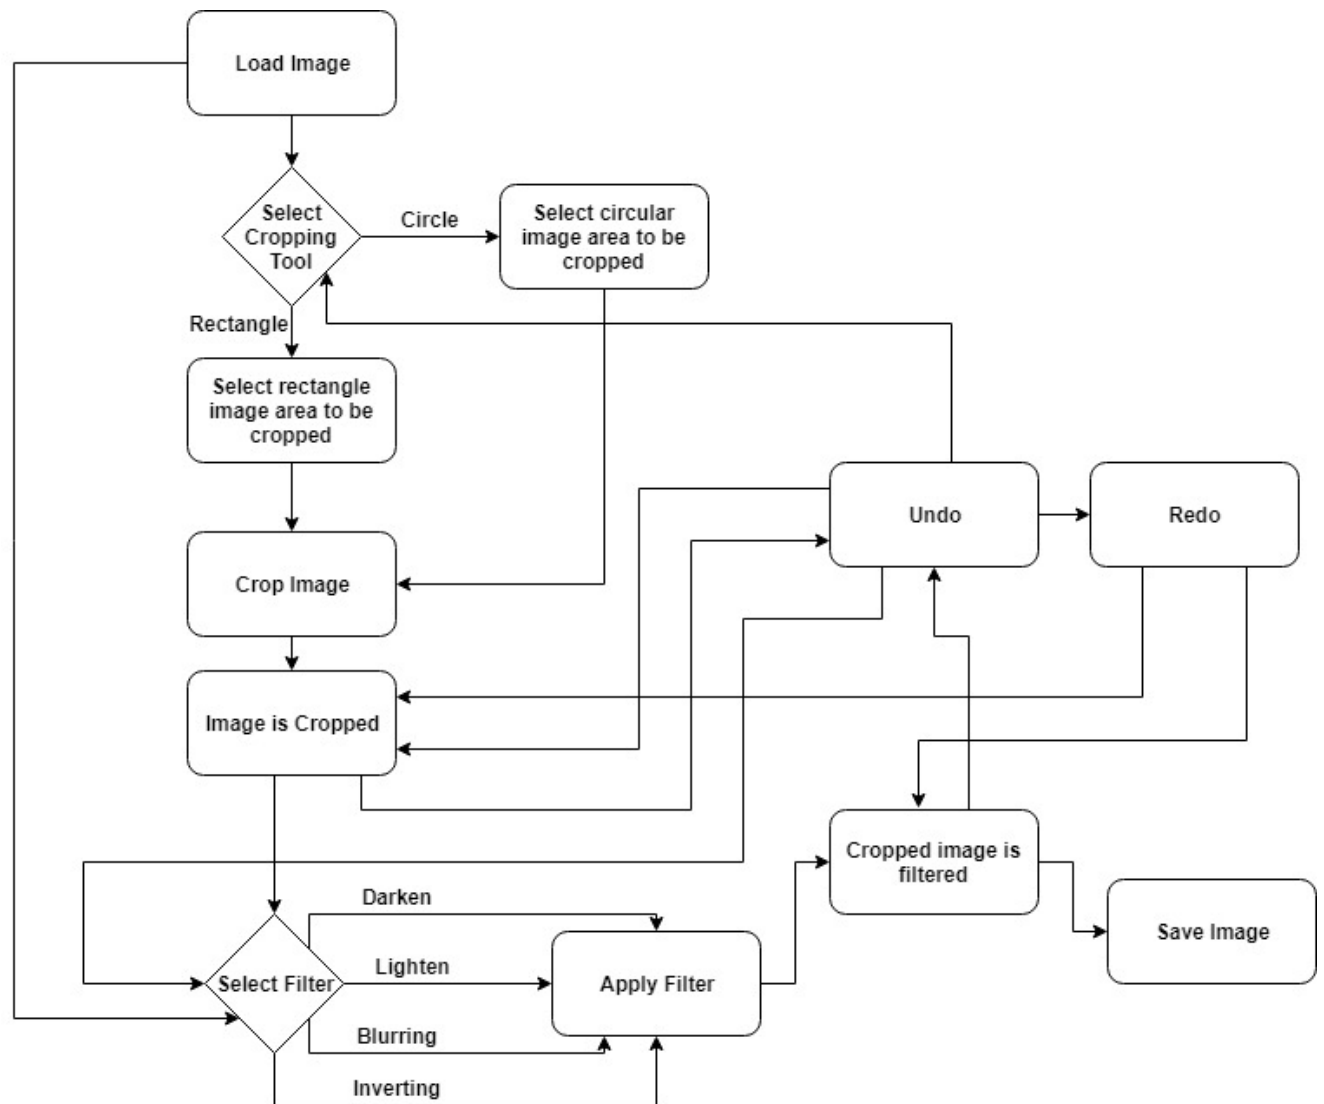 Load Image
Select
Cropping
Tool
Circle
Select circular
image area to be
cropped
Rectangle
Select rectangle
image area to be
cropped
Undo
Redo
Crop Image
Image is Cropped
Cropped image is
filtered
Darken
Save Image
Lighten
Select Filter
Apply Filter
Blurring
Inverting